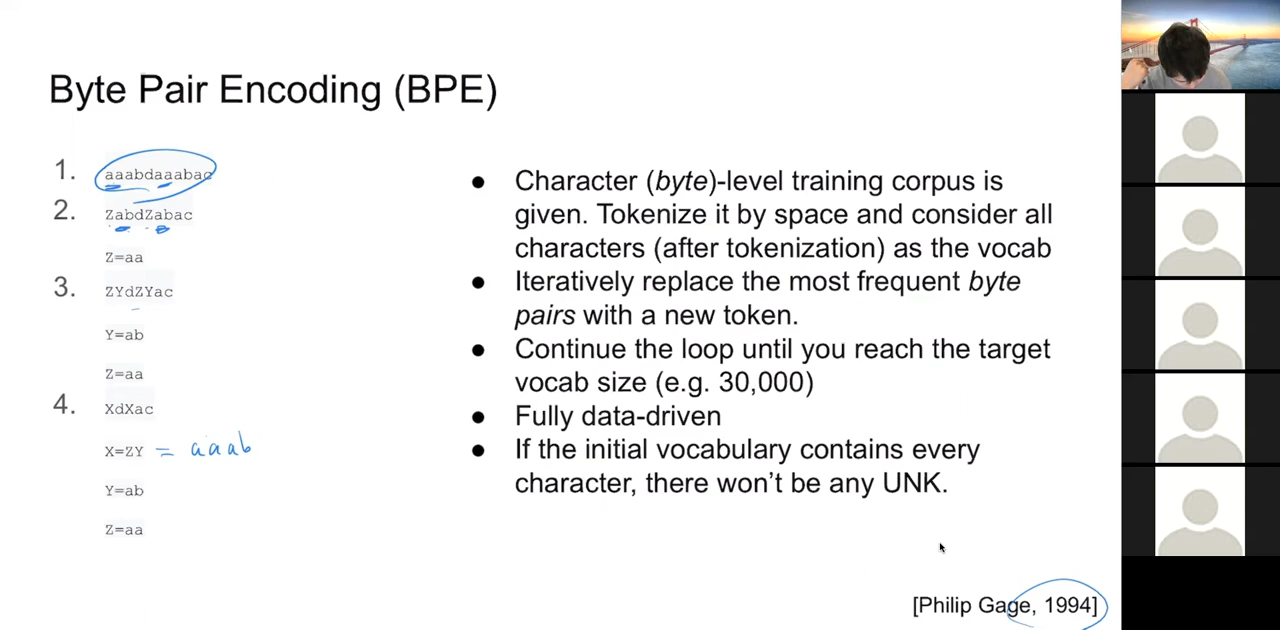 Byte Pair Encoding (BPE)
1. aaabdaaabac
2. ZabdZabac
Z=aa
3. ZYdZYac
Y=ab
Z=aa
4. XdXac
X=ZY = aaab
Y=ab
Z=aa
● Character (byte)-level training corpus is
given. Tokenize it by space and consider all
characters (after tokenization) as the vocab
● Iteratively replace the most frequent byte
pairs with a new token.
● Continue the loop until you reach the target
vocab size (e.g. 30,000)
● Fully data-driven
● If the initial vocabulary contains every
character, there won't be any UNK.
[Philip Gage, 1994]